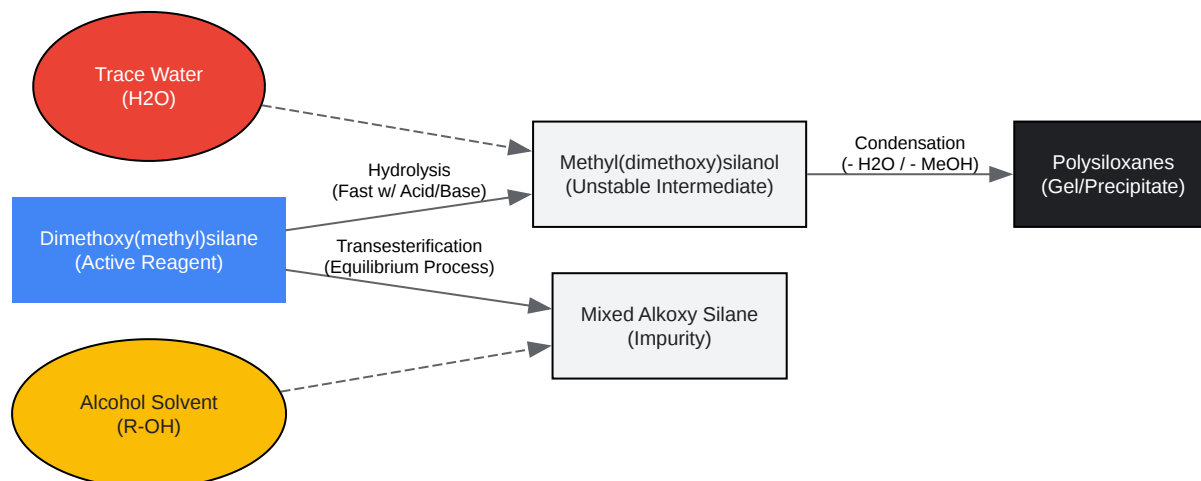 Trace Water
(H2O)
Dimethoxy(methyl)silane
(Active Reagent)
Alcohol Solvent
(R-OH)
Hydrolysis
(Fast w/ Acid/Base)
Transesterification
(Equilibrium Process)
Methyl(dimethoxy)silanol
(Unstable Intermediate)
Mixed Alkoxy Silane
(Impurity)
Condensation
(- H2O / - MeOH)
Polysiloxanes
(Gel/Precipitate)